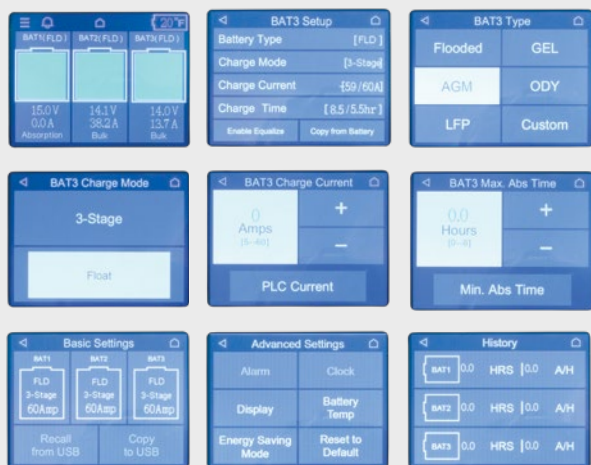 20°F
BAT1(FLD) BAT2(FLD) BAT3(FLD)
15.0V 14.1V 14.0V
0.0A 38.2A 13.7A
Absorption Bulk Bulk
BAT3 Setup
Battery Type [FLD]
Charge Mode [3-Stage]
Charge Current [59/60A]
Charge Time [8.5/5.5hr]
Enable Equalize Copy from Battery
BAT3 Type
Flooded GEL
AGM ODY
LFP Custom
BAT3 Charge Mode
3-Stage
Float
BAT3 Charge Current
0 +
Amps
−
PLC Current
BAT3 Max. Abs Time
0.0 +
Hours
−
Min. Abs Time
Basic Settings
BAT1 BAT2 BAT3
FLD FLD FLD
3-Stage 3-Stage 3-Stage
60Amp 60Amp 60Amp
Recall Copy
from USB to USB
Advanced Settings
Alarm Clock
Display Battery
Temp
Energy Saving Reset to
Mode Default
History
BAT1 0.0 HRS 0.0 A/H
BAT2 0.0 HRS 0.0 A/H
BAT3 0.0 HRS 0.0 A/H